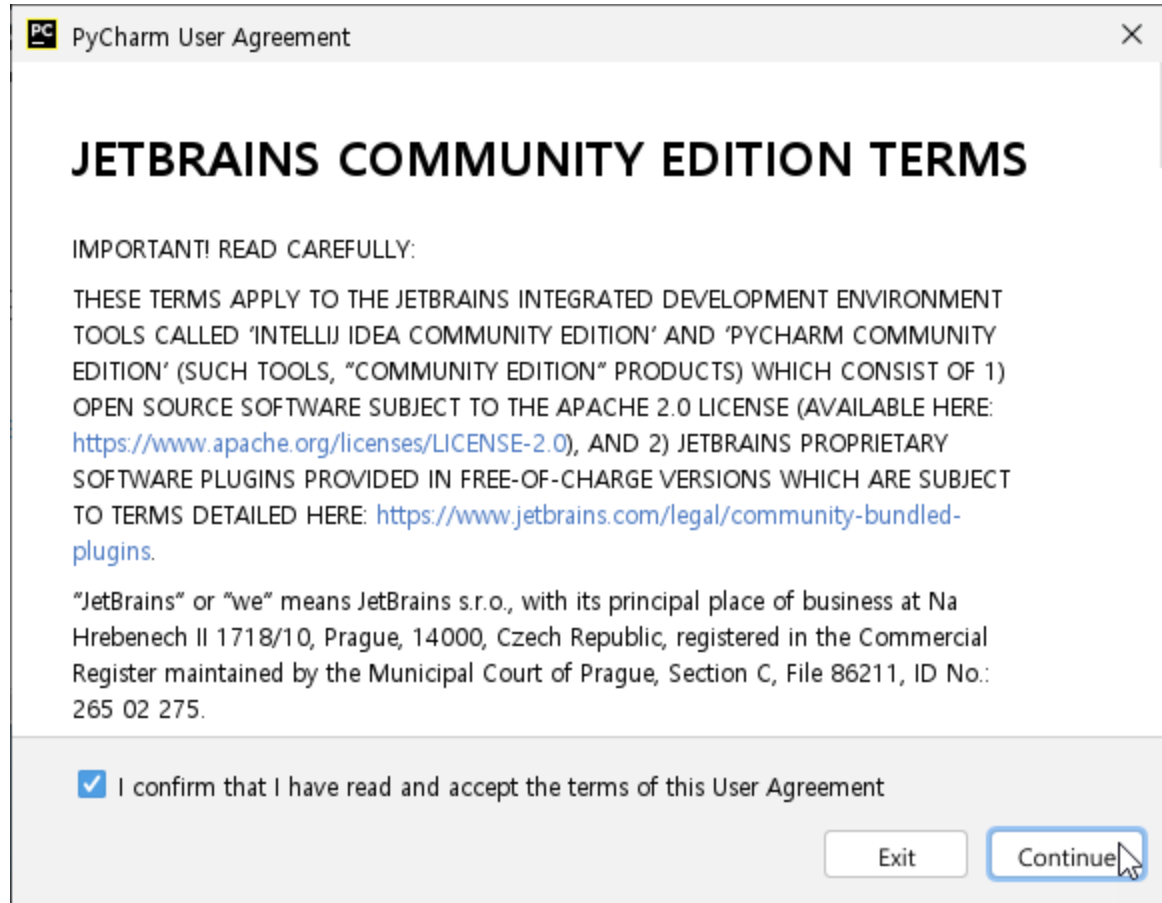 PC PyCharm User Agreement
JETBRAINS COMMUNITY EDITION TERMS
IMPORTANT! READ CAREFULLY:
THESE TERMS APPLY TO THE JETBRAINS INTEGRATED DEVELOPMENT ENVIRONMENT
TOOLS CALLED ‘INTELLIJ IDEA COMMUNITY EDITION’ AND ‘PYCHARM COMMUNITY
EDITION’ (SUCH TOOLS, “COMMUNITY EDITION” PRODUCTS) WHICH CONSIST OF 1)
OPEN SOURCE SOFTWARE SUBJECT TO THE APACHE 2.0 LICENSE (AVAILABLE HERE:
https://www.apache.org/licenses/LICENSE-2.0), AND 2) JETBRAINS PROPRIETARY
SOFTWARE PLUGINS PROVIDED IN FREE-OF-CHARGE VERSIONS WHICH ARE SUBJECT
TO TERMS DETAILED HERE: https://www.jetbrains.com/legal/community-bundled-
plugins.
“JetBrains” or “we” means JetBrains s.r.o., with its principal place of business at Na
Hrebenech II 1718/10, Prague, 14000, Czech Republic, registered in the Commercial
Register maintained by the Municipal Court of Prague, Section C, File 86211, ID No.:
265 02 275.
I confirm that I have read and accept the terms of this User Agreement
Exit Continue